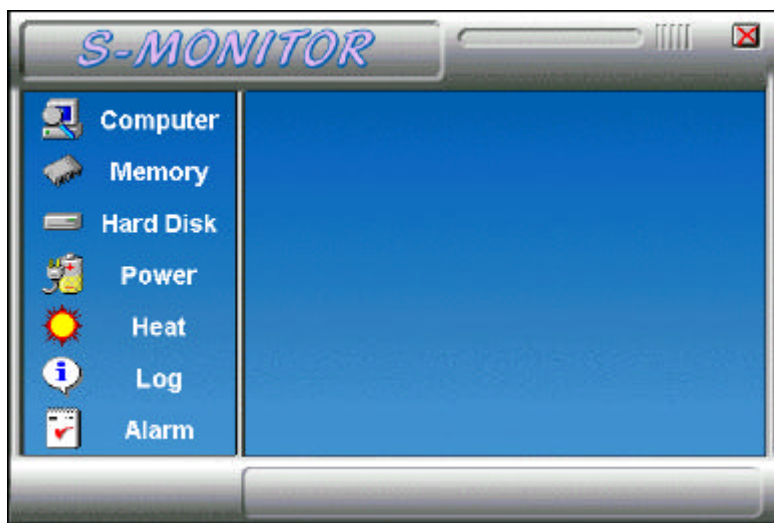 S-MONITOR
Computer
Memory
Hard Disk
Power
Heat
Log
Alarm